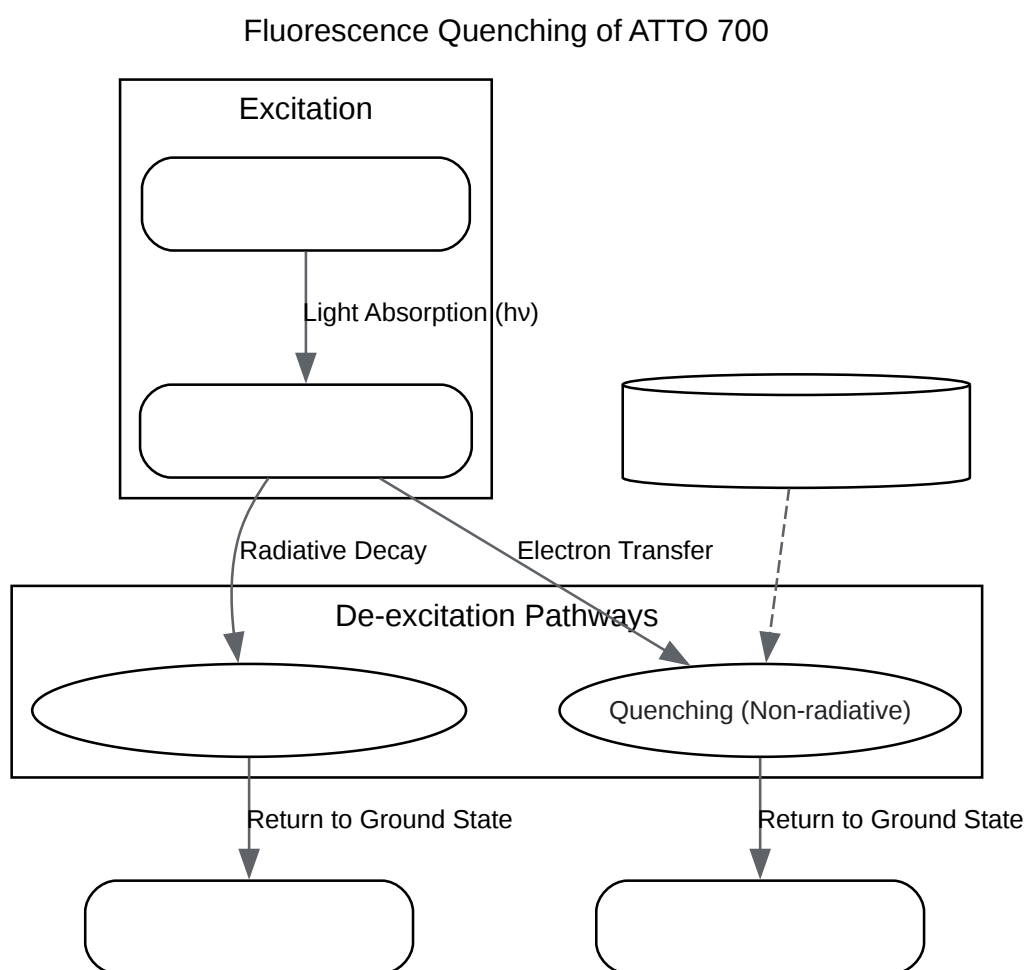 Fluorescence Quenching of ATTO 700
Excitation
Light Absorption (hν)
Radiative Decay
Electron Transfer
De-excitation Pathways
Quenching (Non-radiative)
Return to Ground State
Return to Ground State